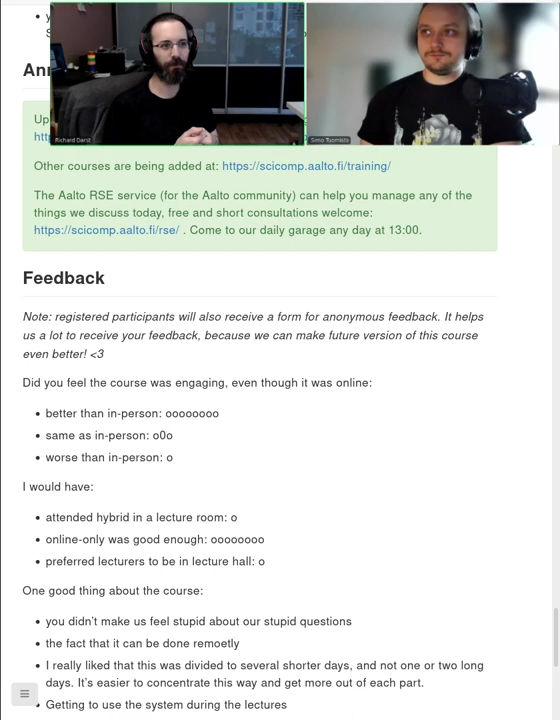 • y
S
Ann
Up
http
Richard Darst
Simo Tuomisto
Other courses are being added at: https://scicomp.aalto.fi/training/
The Aalto RSE service (for the Aalto community) can help you manage any of the
things we discuss today, free and short consultations welcome:
https://scicomp.aalto.fi/rse/ . Come to our daily garage any day at 13:00.
Feedback
Note: registered participants will also receive a form for anonymous feedback. It helps
us a lot to receive your feedback, because we can make future version of this course
even better! <3
Did you feel the course was engaging, even though it was online:
• better than in-person: oooooooo
• same as in-person: o0o
• worse than in-person: o
I would have:
• attended hybrid in a lecture room: o
• online-only was good enough: oooooooo
• preferred lecturers to be in lecture hall: o
One good thing about the course:
• you didn’t make us feel stupid about our stupid questions
• the fact that it can be done remoetly
• I really liked that this was divided to several shorter days, and not one or two long
days. It’s easier to concentrate this way and get more out of each part.
• Getting to use the system during the lectures